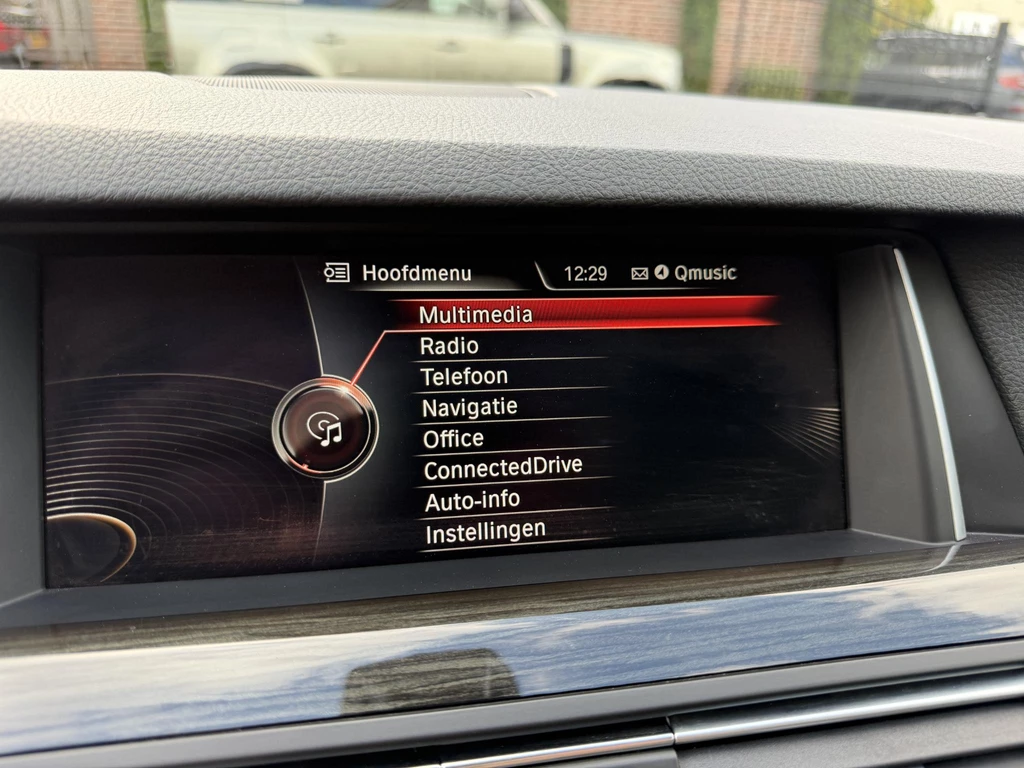 Hoofdmenu 12:29 Qmusic
Multimedia
Radio
Telefoon
Navigatie
Office
ConnectedDrive
Auto-info
Instellingen